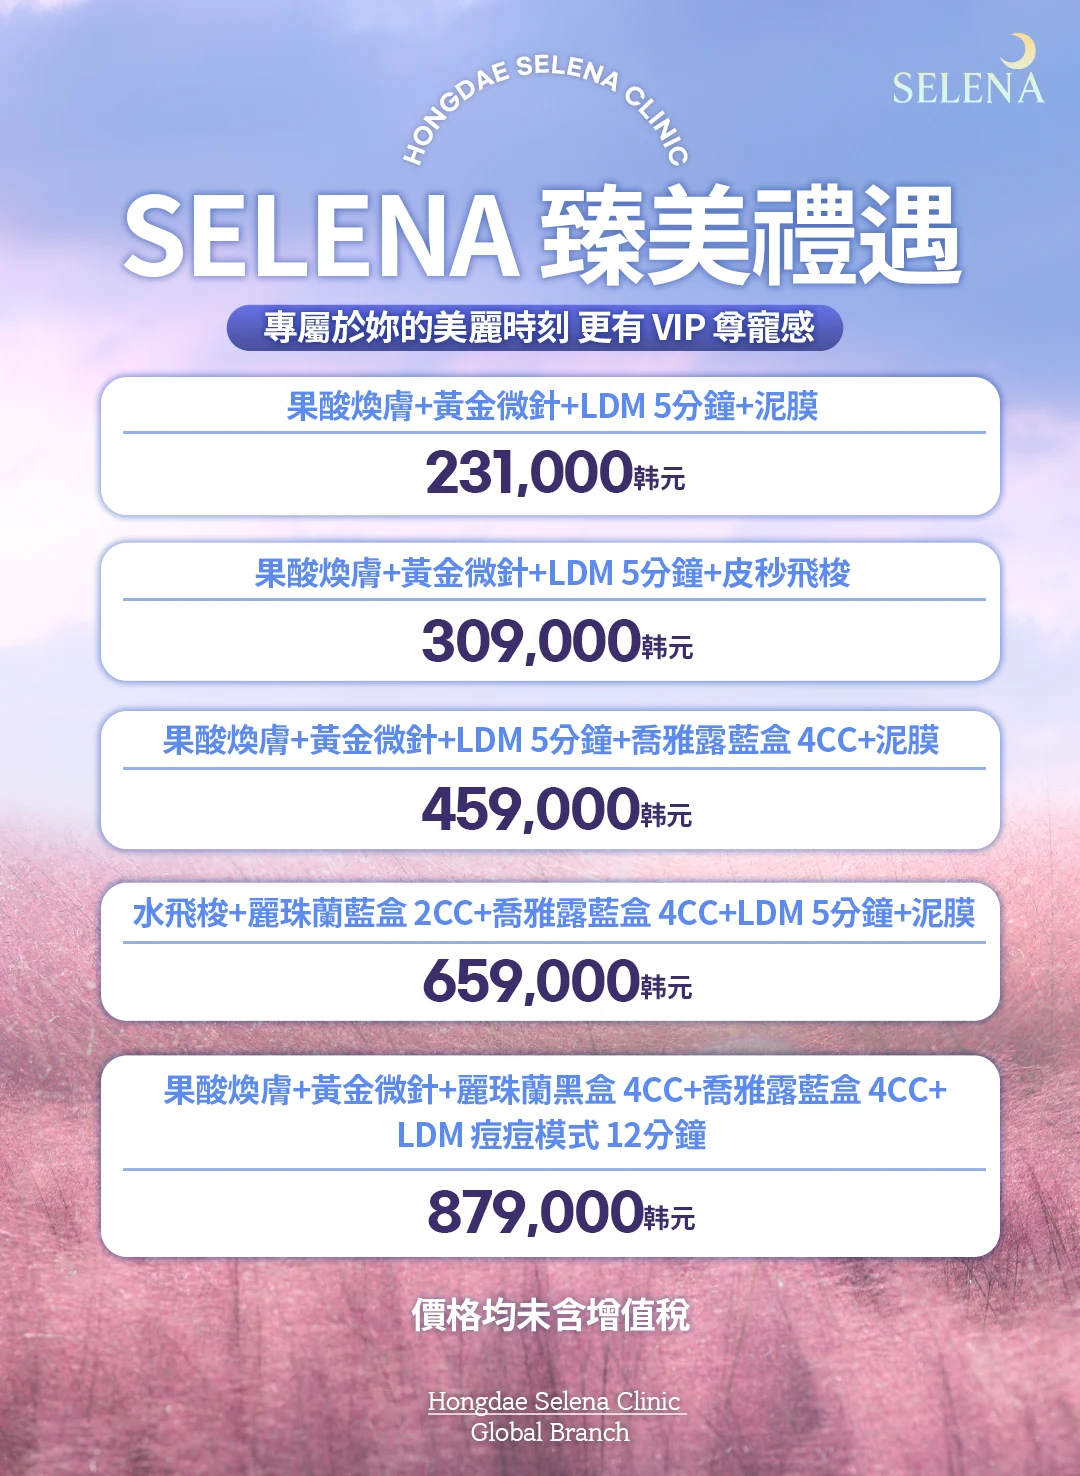 HONGDAE SELENA CLINIC
SELENA
SELENA 臻美禮遇
專屬於妳的美麗時刻 更有 VIP 尊寵感
果酸煥膚+黃金微針+LDM 5分鐘+泥膜
231,000韩元
果酸煥膚+黃金微針+LDM 5分鐘+皮秒飛梭
309,000韩元
果酸煥膚+黃金微針+LDM 5分鐘+喬雅露藍盒 4CC+泥膜
459,000韩元
水飛梭+麗珠蘭藍盒 2CC+喬雅露藍盒 4CC+LDM 5分鐘+泥膜
659,000韩元
果酸煥膚+黃金微針+麗珠蘭黑盒 4CC+喬雅露藍盒 4CC+
LDM 痘痘模式 12分鐘
879,000韩元
價格均未含增值稅
Hongdae Selena Clinic
Global Branch